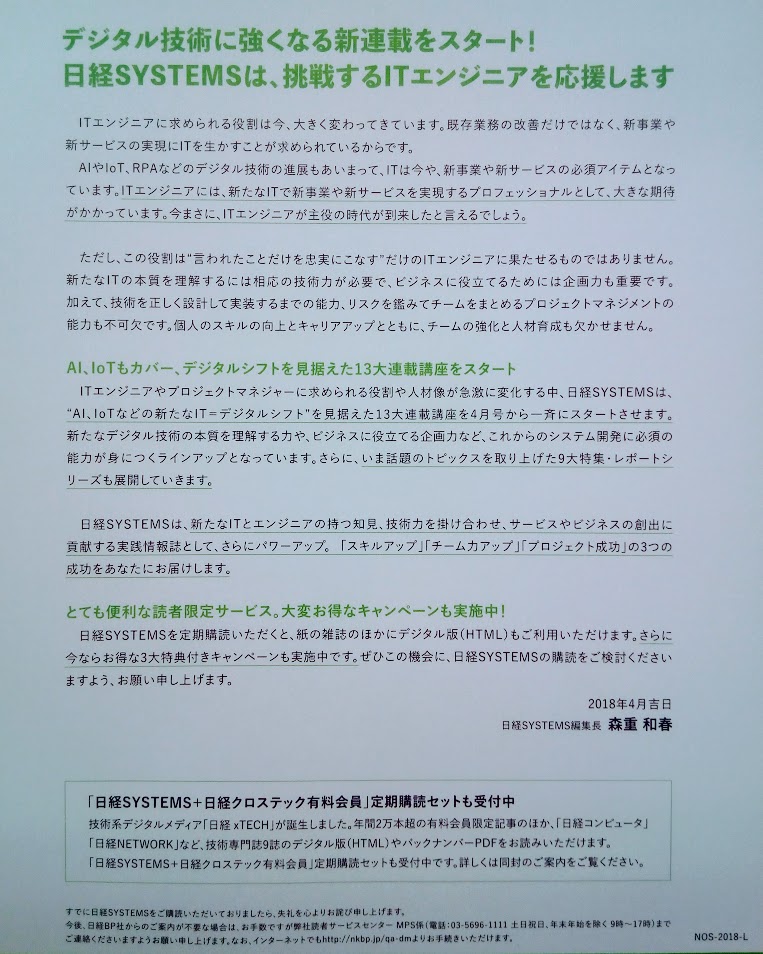 デジタル技術に強くなる新連載をスタート！
日経SYSTEMSは、挑戦するITエンジニアを応援します
ITエンジニアに求められる役割は今、大きく変わってきています。既存業務の改善だけではなく、新事業や
新サービスの実現にITを生かすことが求められているからです。
AIやIoT、RPAなどのデジタル技術の進展もあいまって、ITは今や、新事業や新サービスの必須アイテムとなっ
ています。ITエンジニアには、新たなITで新事業や新サービスを実現するプロフェッショナルとして、大きな期待
がかかっています。今まさに、ITエンジニアが主役の時代が到来したと言えるでしょう。
ただし、この役割は“言われたことだけを忠実にこなす”だけのITエンジニアに果たせるものではありません。
新たなITの本質を理解するには相応の技術力が必要で、ビジネスに役立てるためには企画力も重要です。
加えて、技術を正しく設計して実装するまでの能力、リスクを鑑みてチームをまとめるプロジェクトマネジメントの
能力も不可欠です。個人のスキルの向上とキャリアアップとともに、チームの強化と人材育成も欠かせません。
AI、IoTもカバー、デジタルシフトを見据えた13大連載講座をスタート
ITエンジニアやプロジェクトマネジャーに求められる役割や人材像が急激に変化する中、日経SYSTEMSは、
“AI、IoTなどの新たなIT＝デジタルシフト”を見据えた13大連載講座を4月号から一斉にスタートさせます。
新たなデジタル技術の本質を理解する力や、ビジネスに役立てる企画力など、これからのシステム開発に必須の
能力が身につくラインアップとなっています。さらに、いま話題のトピックスを取り上げた9大特集・レポートシ
リーズも展開していきます。
日経SYSTEMSは、新たなITとエンジニアの持つ知見、技術力を掛け合わせ、サービスやビジネスの創出に
貢献する実践情報誌として、さらにパワーアップ。「スキルアップ」「チーム力アップ」「プロジェクト成功」の3つの
成功をあなたにお届けします。
とても便利な読者限定サービス。大変お得なキャンペーンも実施中！
日経SYSTEMSを定期購読いただくと、紙の雑誌のほかにデジタル版（HTML）もご利用いただけます。さらに
今ならお得な3大特典付きキャンペーンも実施中です。ぜひこの機会に、日経SYSTEMSの購読をご検討ください
ますよう、お願い申し上げます。
2018年4月吉日
日経SYSTEMS編集長 森重 和春
「日経SYSTEMS＋日経クロステック有料会員」定期購読セットも受付中
技術系デジタルメディア「日経 xTECH」が誕生しました。年間2万本超の有料会員限定記事のほか、「日経コンピュータ」
「日経NETWORK」など、技術専門誌9誌のデジタル版（HTML）やバックナンバーPDFをお読みいただけます。
「日経SYSTEMS＋日経クロステック有料会員」定期購読セットも受付中です。詳しくは同封のご案内をご覧ください。
すでに日経SYSTEMSをご購読いただいておりましたら、失礼を心よりお詫び申し上げます。
今後、日経BP社からのご案内が不要な場合は、お手数ですが弊社読者サービスセンター MPS係（電話：03-5696-1111 土日祝日、年末年始を除く 9時〜17時）まで
ご連絡くださいますようお願い申し上げます。なお、インターネットでもhttp://nkbp.jp/qa-dmよりお手続きいただけます。
NOS-2018-L